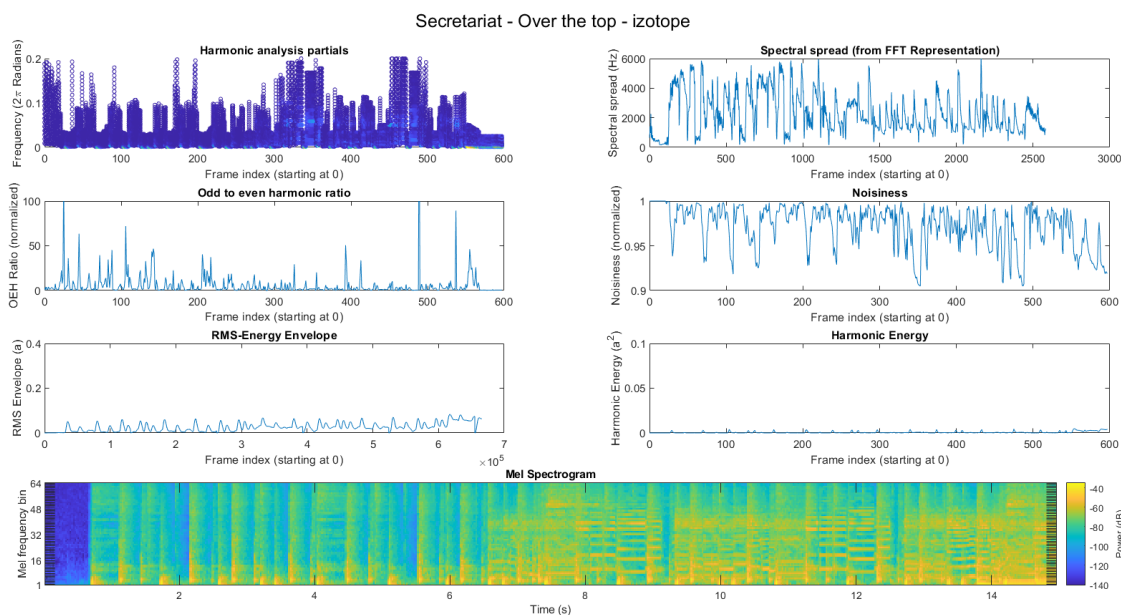 Secretariat - Over the top - izotope
Harmonic analysis partials
Frequency (2π Radians)
0.2
0.1
0
0 100 200 300 400 500 600
Frame index (starting at 0)
Spectral spread (from FFT Representation)
Spectral spread (Hz)
6000
4000
2000
0
0 500 1000 1500 2000 2500 3000
Frame index (starting at 0)
Odd to even harmonic ratio
OEH Ratio (normalized)
100
50
0
0 100 200 300 400 500 600
Frame index (starting at 0)
Noisiness
Noisiness (normalized)
1
0.95
0.9
0 100 200 300 400 500 600
Frame index (starting at 0)
RMS-Energy Envelope
RMS Envelope (a)
0.4
0.2
0
0 1 2 3 4 5 6 7
Frame index (starting at 0)
×10⁵
Harmonic Energy
Harmonic Energy (a²)
0.1
0.05
0
0 100 200 300 400 500 600
Frame index (starting at 0)
Mel Spectrogram
Mel frequency bin
64
48
32
16
1
2 4 6 8 10 12 14
Time (s)
-40
-60
-80
-100
-120
-140
Power (dB)